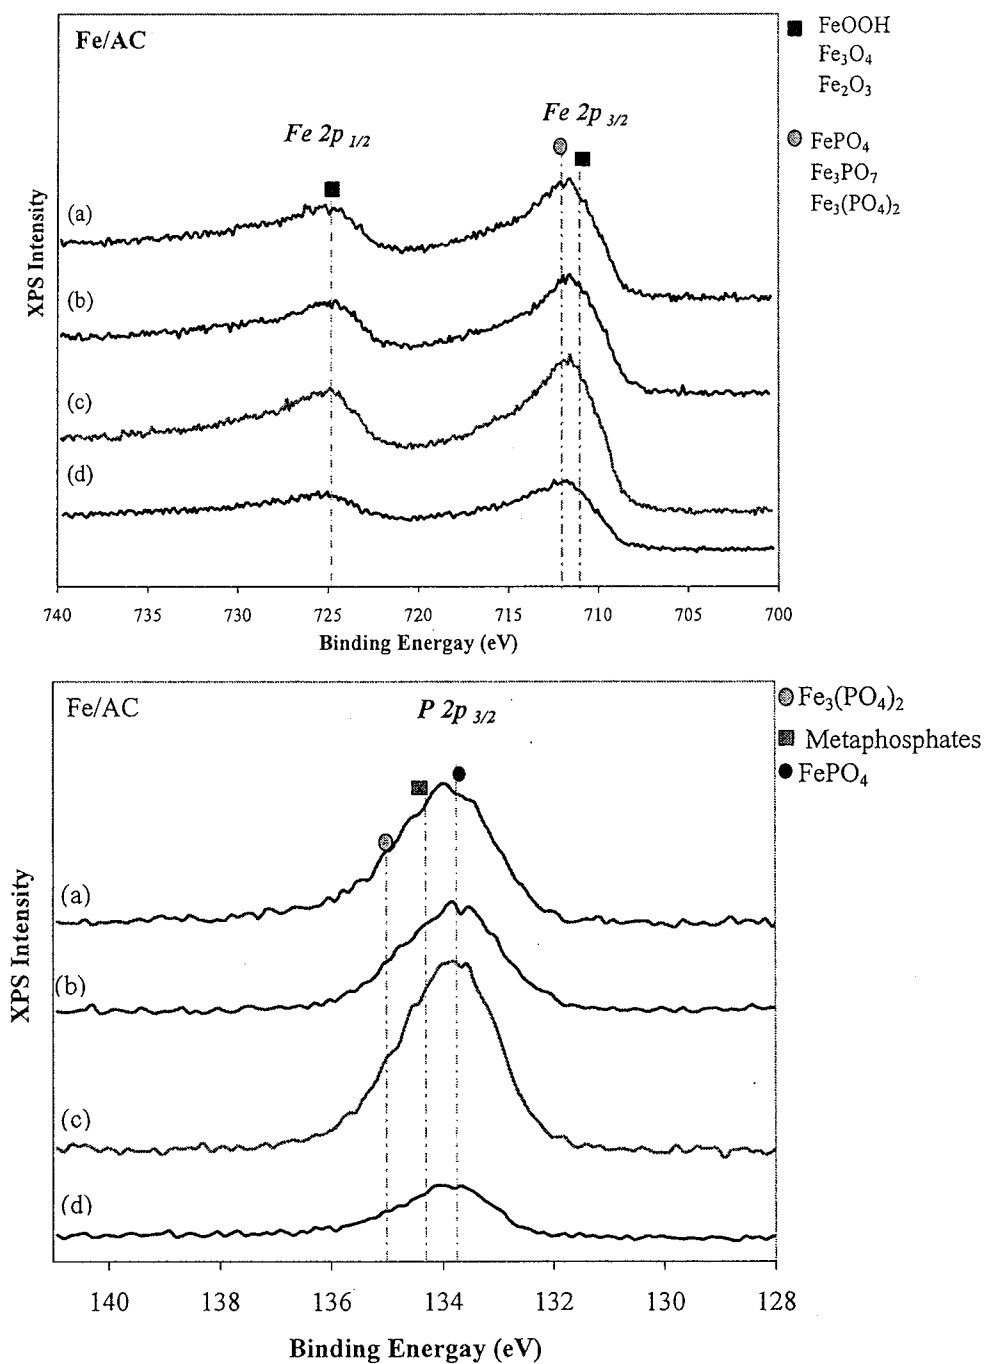 Fe/AC
FeOOH
Fe₃O₄
Fe₂O₃
Fe 2p 1/2
Fe 2p 3/2
FePO₄
Fe₃PO₇
Fe₃(PO₄)₂
(a)
(b)
(c)
(d)
XPS Intensity
740 735 730 725 720 715 710 705 700
Binding Energay (eV)
Fe/AC
P 2p 3/2
Fe₃(PO₄)₂
Metaphosphates
FePO₄
(a)
(b)
(c)
(d)
XPS Intensity
140 138 136 134 132 130 128
Binding Energay (eV)